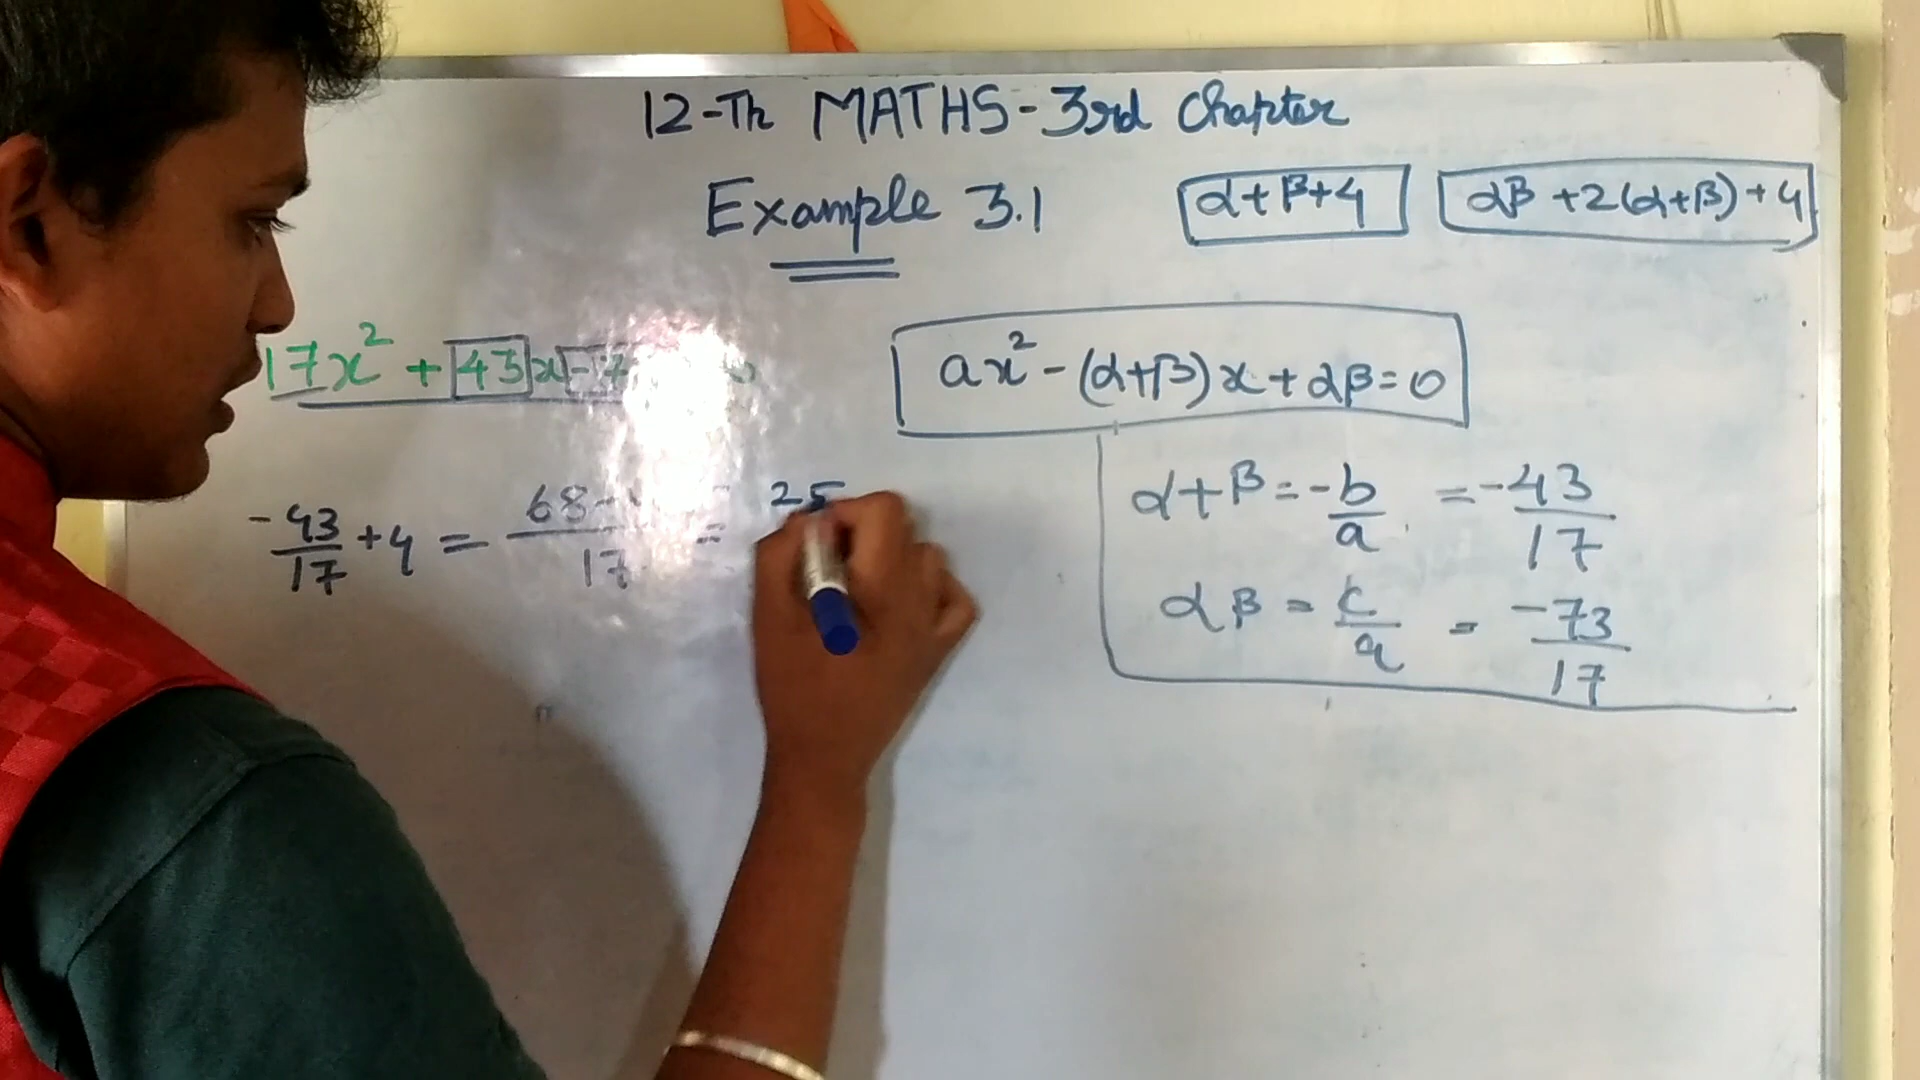 12-Th MATHS-3rd Chapter
Example 3.1
α+β+4
αβ+2(α+β)+4
17x² + 43x-7
ax²-(α+β)x+αβ=0
-43/17 + 4 = 68-/17 = 25
α+β = -b/a = -43/17
αβ = c/a = -73/17